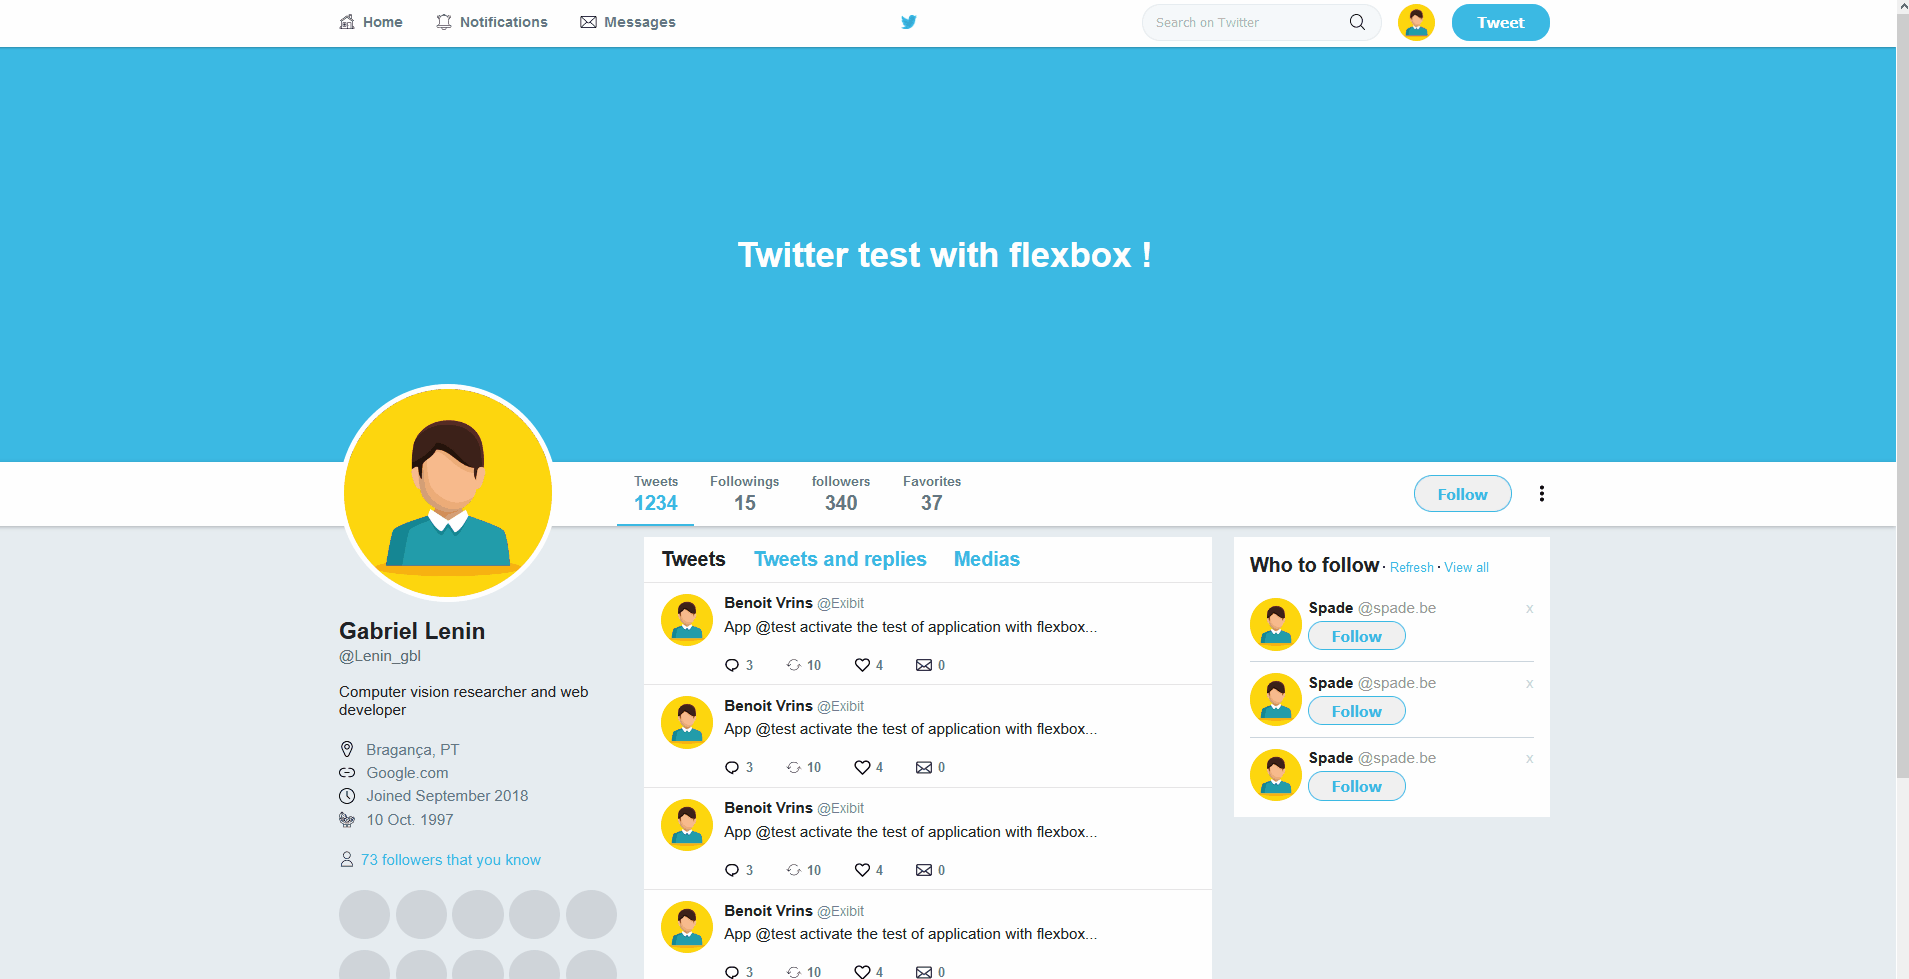 Home Notifications Messages Search on Twitter Tweet
Twitter test with flexbox !
Tweets Followings followers Favorites
1234 15 340 37
Follow
Gabriel Lenin
@Lenin_gbl
Computer vision researcher and web
developer
Bragança, PT
Google.com
Joined September 2018
10 Oct. 1997
73 followers that you know
Tweets Tweets and replies Medias
Benoit Vrins @Exibit
App @test activate the test of application with flexbox...
3 10 4 0
Benoit Vrins @Exibit
App @test activate the test of application with flexbox...
3 10 4 0
Benoit Vrins @Exibit
App @test activate the test of application with flexbox...
3 10 4 0
Benoit Vrins @Exibit
App @test activate the test of application with flexbox...
3 10 4 0
Who to follow · Refresh · View all
Spade @spade.be x
Follow
Spade @spade.be x
Follow
Spade @spade.be x
Follow